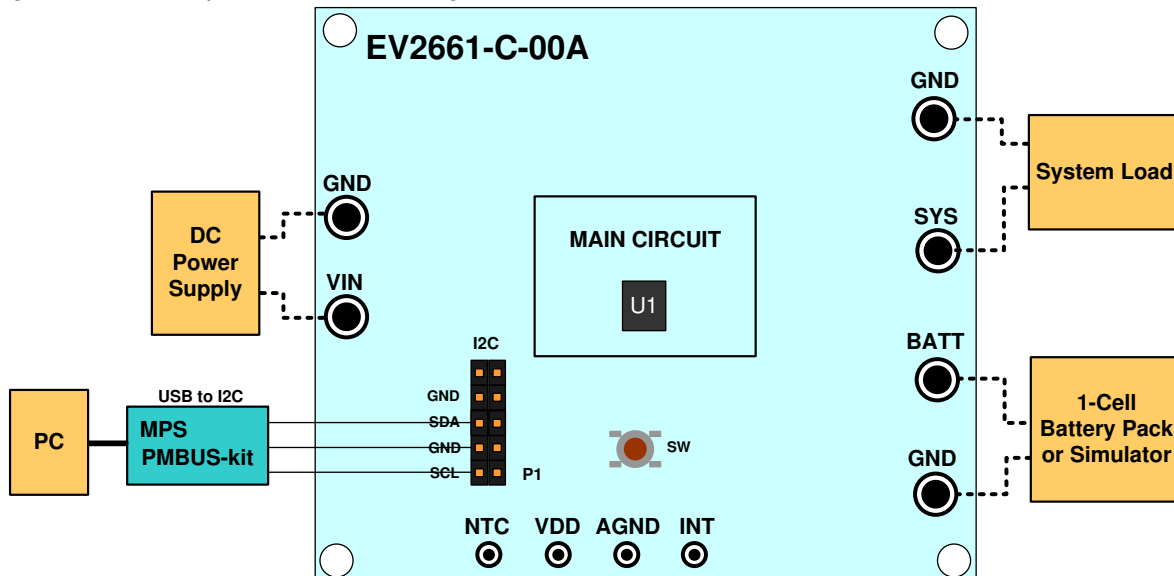 EV2661-C-00A
GND
System Load
SYS
GND
DC
Power
Supply
VIN
MAIN CIRCUIT
U1
BATT
1-Cell
Battery Pack
or Simulator
GND
I2C
GND
SDA
GND
SCL
P1
USB to I2C
PC
MPS
PMBUS-kit
SW
NTC
VDD
AGND
INT